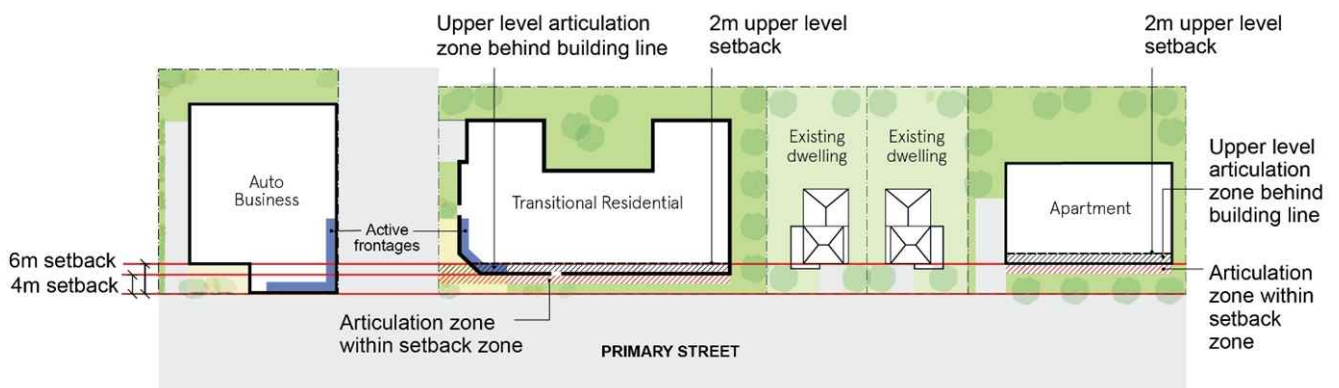 Upper level articulation
zone behind building line
2m upper level
setback
2m upper level
setback
Existing
dwelling
Existing
dwelling
Upper level
articulation
zone behind
building line
Auto
Business
Transitional Residential
Apartment
Active
frontages
6m setback
4m setback
Articulation
zone within
setback
zone
Articulation zone
within setback zone
PRIMARY STREET